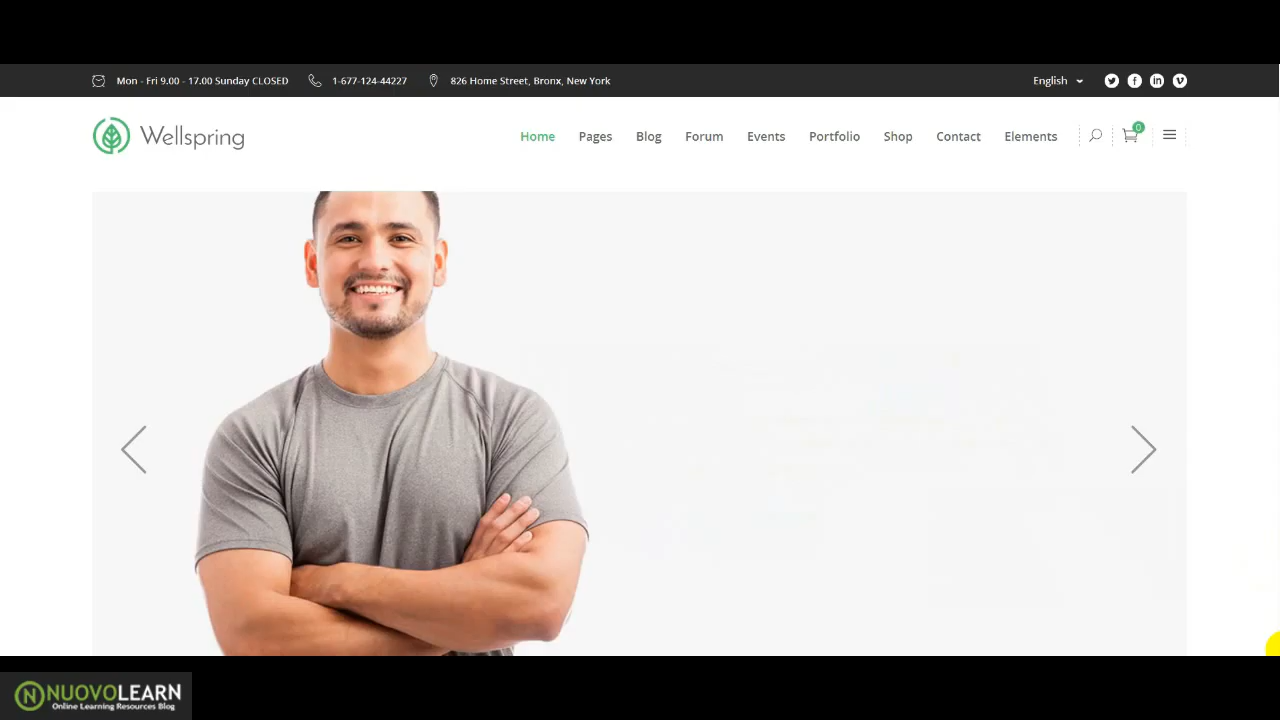 Mon - Fri 9.00 - 17.00 Sunday CLOSED 1-677-124-44227 826 Home Street, Bronx, New York English
Wellspring Home Pages Blog Forum Events Portfolio Shop Contact Elements 0
NUOVOLEARN
Online Learning Resources Blog